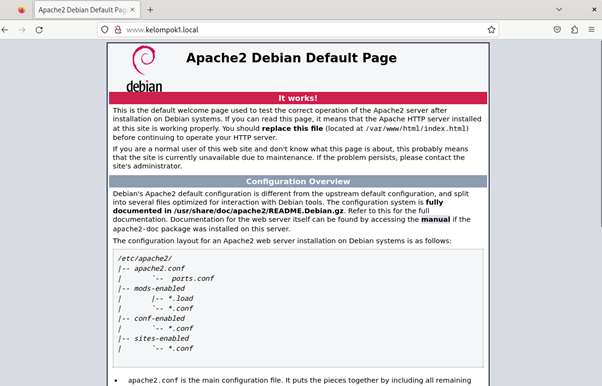 Apache2 Debian Default Page
www.kelompok1.local
debian
Apache2 Debian Default Page
It works!
This is the default welcome page used to test the correct operation of the Apache2 server after
installation on Debian systems. If you can read this page, it means that the Apache HTTP server installed
at this site is working properly. You should replace this file (located at /var/www/html/index.html)
before continuing to operate your HTTP server.
If you are a normal user of this web site and don't know what this page is about, this probably means
that the site is currently unavailable due to maintenance. If the problem persists, please contact the
site's administrator.
Configuration Overview
Debian's Apache2 default configuration is different from the upstream default configuration, and split
into several files optimized for interaction with Debian tools. The configuration system is fully
documented in /usr/share/doc/apache2/README.Debian.gz. Refer to this for the full
documentation. Documentation for the web server itself can be found by accessing the manual if the
apache2-doc package was installed on this server.
The configuration layout for an Apache2 web server installation on Debian systems is as follows:
/etc/apache2/
|-- apache2.conf
|       `--  ports.conf
|-- mods-enabled
|       |-- *.load
|       `-- *.conf
|-- conf-enabled
|       `-- *.conf
|-- sites-enabled
|       `-- *.conf
• apache2.conf is the main configuration file. It puts the pieces together by including all remaining